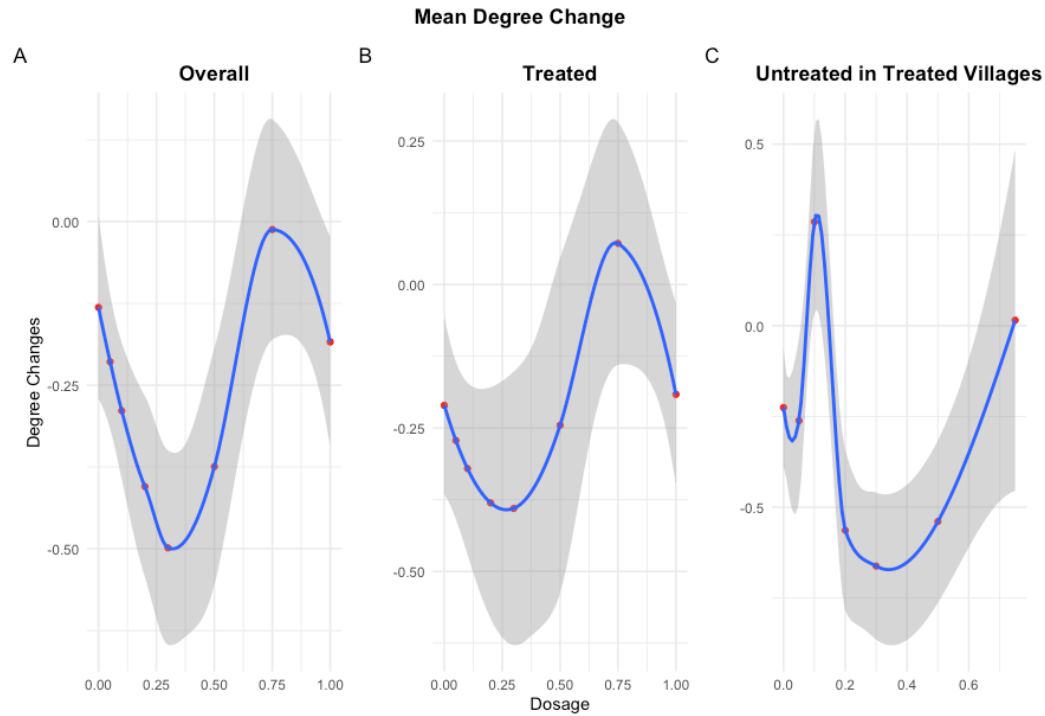 Mean Degree Change
A
B
C
Overall
Treated
Untreated in Treated Villages
Degree Changes
0.00
-0.25
-0.50
0.00
0.25
0.50
0.75
1.00
0.25
0.00
-0.25
-0.50
0.00
0.25
0.50
0.75
1.00
0.5
0.0
-0.5
0.0
0.2
0.4
0.6
Dosage